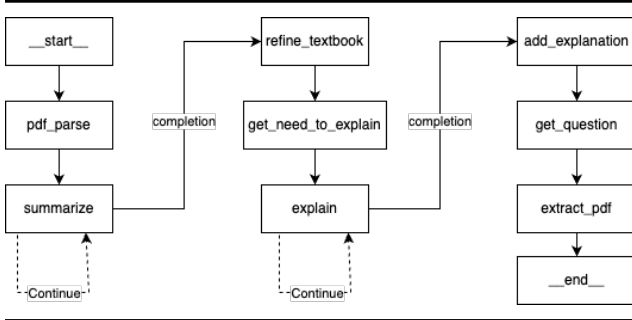 __start__
pdf_parse
summarize
Continue
completion
refine_textbook
get_need_to_explain
explain
Continue
completion
add_explanation
get_question
extract_pdf
__end__